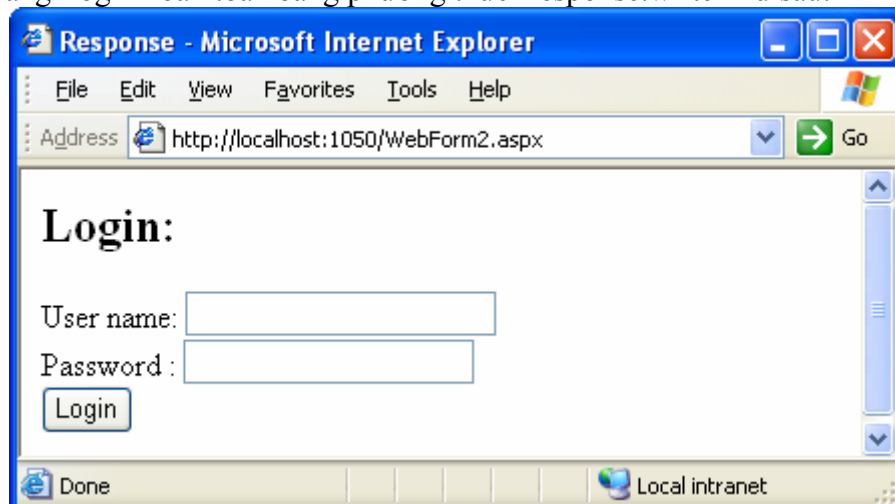 Response - Microsoft Internet Explorer
File Edit View Favorites Tools Help
Address http://localhost:1050/WebForm2.aspx Go
Login:
User name:
Password :
Login
Done Local intranet